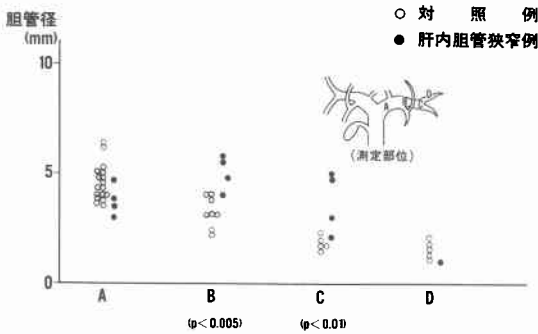 胆管径
(mm)
○ 対照例
● 肝内胆管狭窄例
10
5
0
A
D
(測定部位)
A B C D
(p<0.005) (p<0.01)